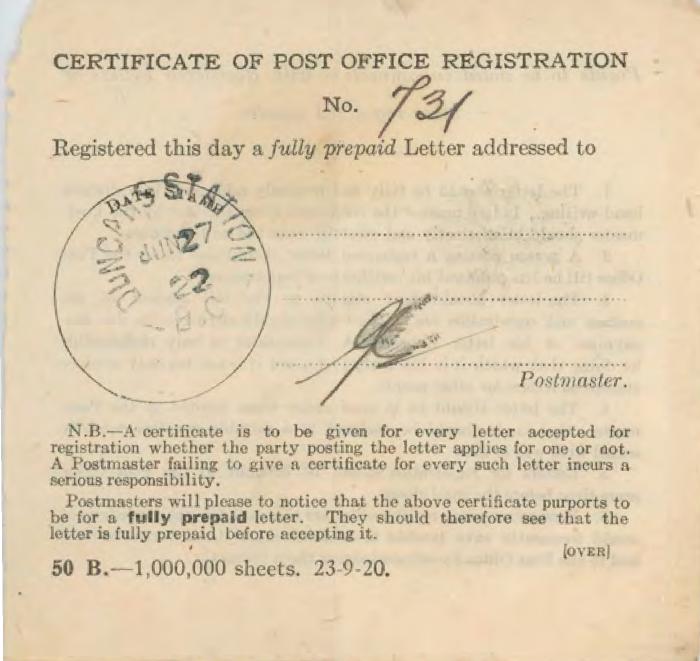 CERTIFICATE OF POST OFFICE REGISTRATION
No. 731
Registered this day a fully prepaid Letter addressed to
DATE STAMP
DUNCANS STATION
27
22
B.C.
Postmaster.
N.B.—A certificate is to be given for every letter accepted for
registration whether the party posting the letter applies for one or not.
A Postmaster failing to give a certificate for every such letter incurs a
serious responsibility.
Postmasters will please to notice that the above certificate purports to
be for a fully prepaid letter. They should therefore see that the
letter is fully prepaid before accepting it.
[OVER]
50 B.—1,000,000 sheets. 23-9-20.